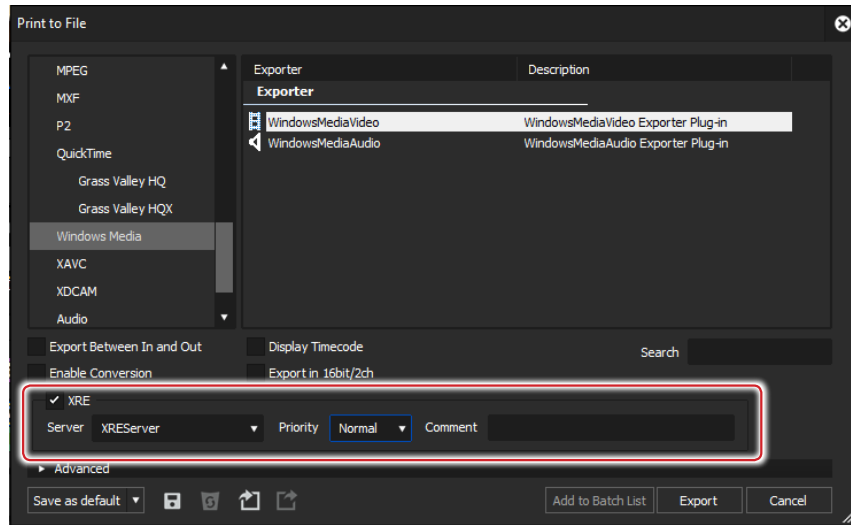 Print to File
MPEG
MXF
P2
QuickTime
Grass Valley HQ
Grass Valley HQX
Windows Media
XAVC
XDCAM
Audio
Exporter Description
Exporter
WindowsMediaVideo WindowsMediaVideo Exporter Plug-in
WindowsMediaAudio WindowsMediaAudio Exporter Plug-in
Export Between In and Out Display Timecode Search
Enable Conversion Export in 16bit/2ch
XRE
Server XREServer Priority Normal Comment
Advanced
Save as default Add to Batch List Export Cancel